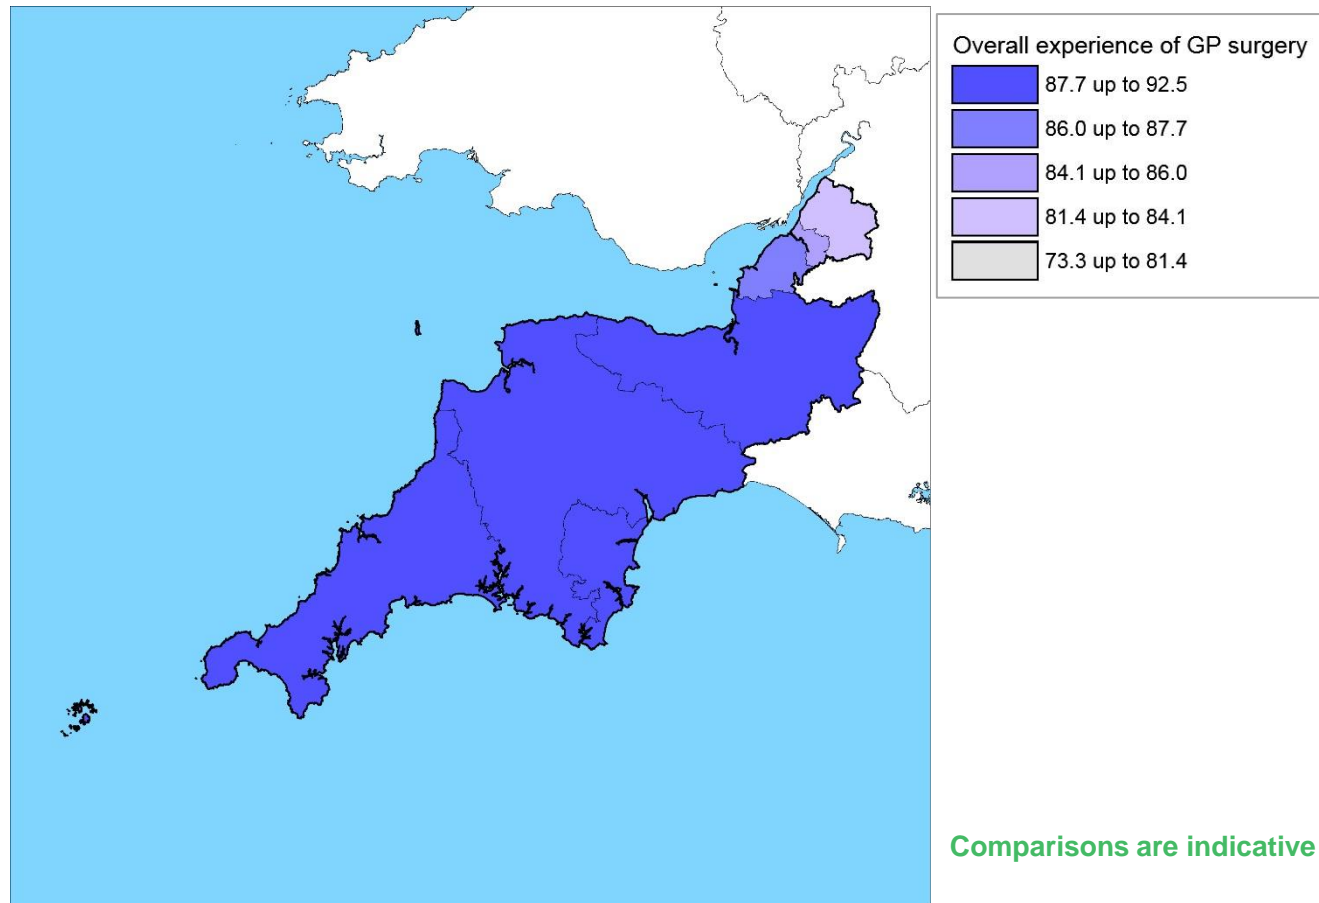 Overall experience of GP surgery
87.7 up to 92.5
86.0 up to 87.7
84.1 up to 86.0
81.4 up to 84.1
73.3 up to 81.4
Comparisons are indicative